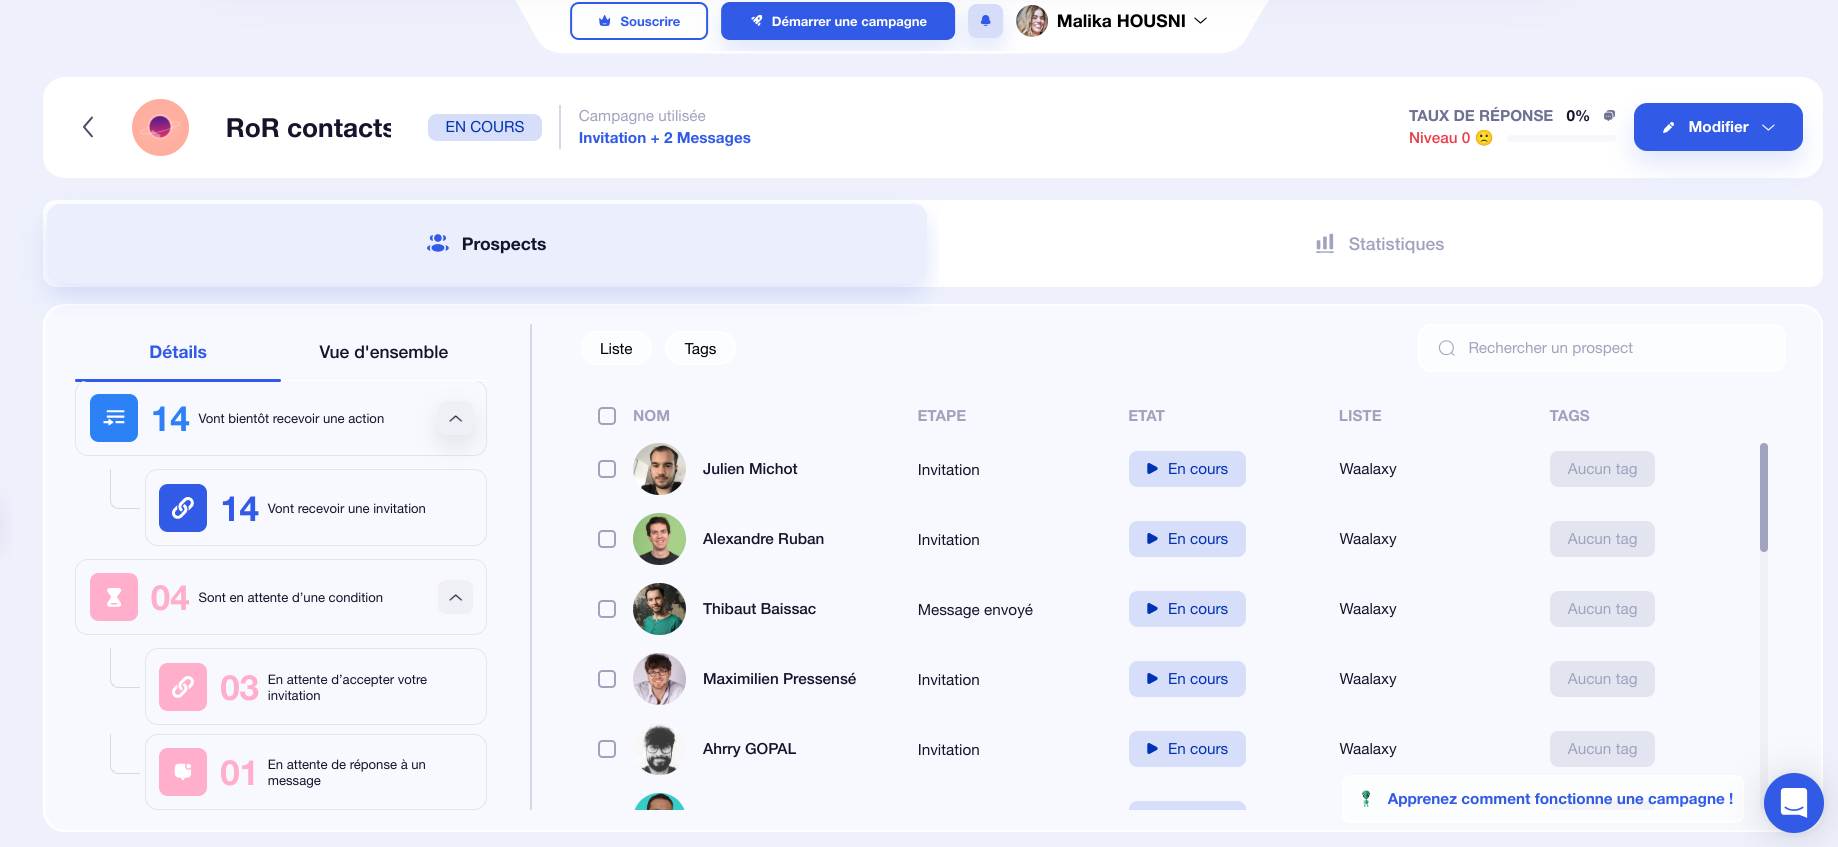 Souscrire
Démarrer une campagne
Malika HOUSNI
RoR contacts
EN COURS
Campagne utilisée
Invitation + 2 Messages
TAUX DE RÉPONSE 0%
Niveau 0
Modifier
Prospects
Statistiques
Détails
Vue d'ensemble
14 Vont bientôt recevoir une action
14 Vont recevoir une invitation
04 Sont en attente d'une condition
03 En attente d'accepter votre
invitation
01 En attente de réponse à un
message
Liste
Tags
Rechercher un prospect
NOM ETAPE ETAT LISTE TAGS
Julien Michot Invitation En cours Waalaxy Aucun tag
Alexandre Ruban Invitation En cours Waalaxy Aucun tag
Thibaut Baissac Message envoyé En cours Waalaxy Aucun tag
Maximilien Pressensé Invitation En cours Waalaxy Aucun tag
Ahrry GOPAL Invitation En cours Waalaxy Aucun tag
Apprenez comment fonctionne une campagne !